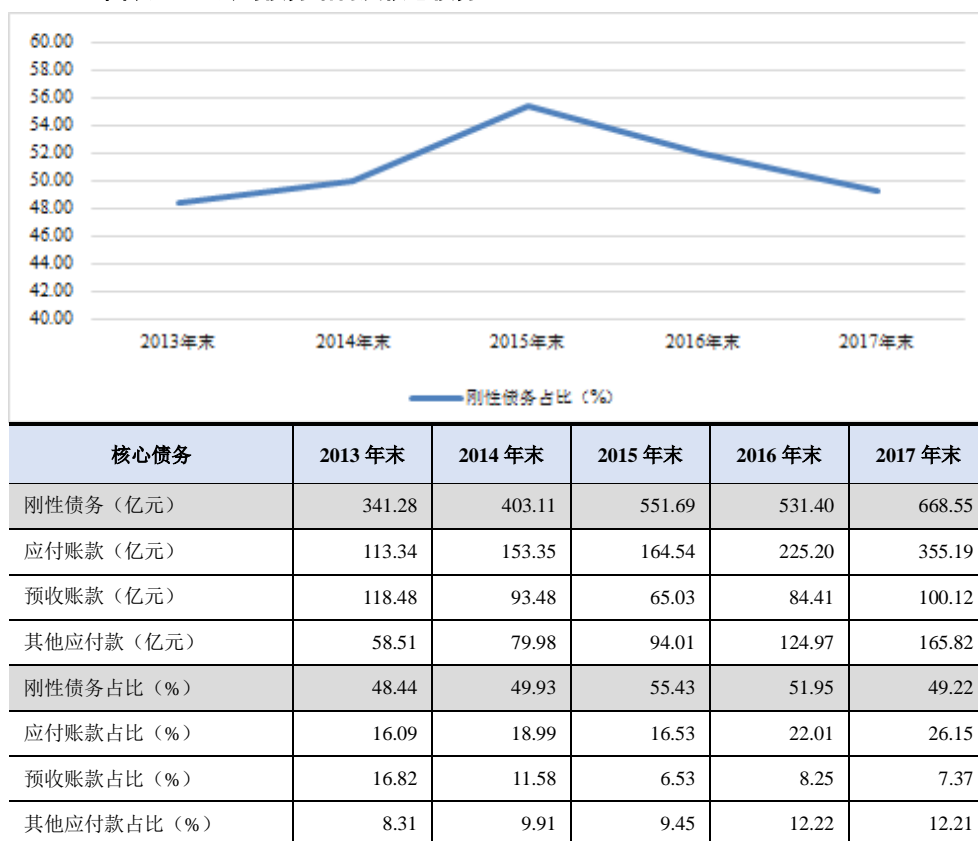 60.00
58.00
56.00
54.00
52.00
50.00
48.00
46.00
44.00
42.00
40.00
2013年末 2014年末 2015年末 2016年末 2017年末
刚性债务占比（%）
核心债务 2013 年末 2014 年末 2015 年末 2016 年末 2017 年末
刚性债务（亿元） 341.28 403.11 551.69 531.40 668.55
应付账款（亿元） 113.34 153.35 164.54 225.20 355.19
预收账款（亿元） 118.48 93.48 65.03 84.41 100.12
其他应付款（亿元） 58.51 79.98 94.01 124.97 165.82
刚性债务占比（%） 48.44 49.93 55.43 51.95 49.22
应付账款占比（%） 16.09 18.99 16.53 22.01 26.15
预收账款占比（%） 16.82 11.58 6.53 8.25 7.37
其他应付款占比（%） 8.31 9.91 9.45 12.22 12.21